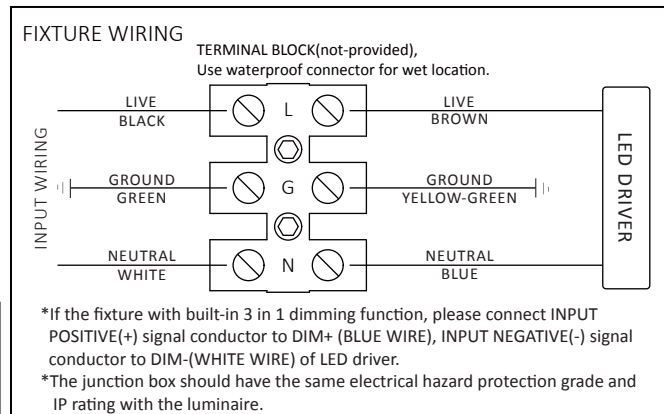 FIXTURE WIRING
TERMINAL BLOCK(not-provided),
Use waterproof connector for wet location.
INPUT WIRING
LIVE
BLACK
L
LIVE
BROWN
GROUND
GREEN
G
GROUND
YELLOW-GREEN
NEUTRAL
WHITE
N
NEUTRAL
BLUE
LED DRIVER
*If the fixture with built-in 3 in 1 dimming function, please connect INPUT
POSITIVE(+) signal conductor to DIM+ (BLUE WIRE), INPUT NEGATIVE(-) signal
conductor to DIM-(WHITE WIRE) of LED driver.
*The junction box should have the same electrical hazard protection grade and
IP rating with the luminaire.